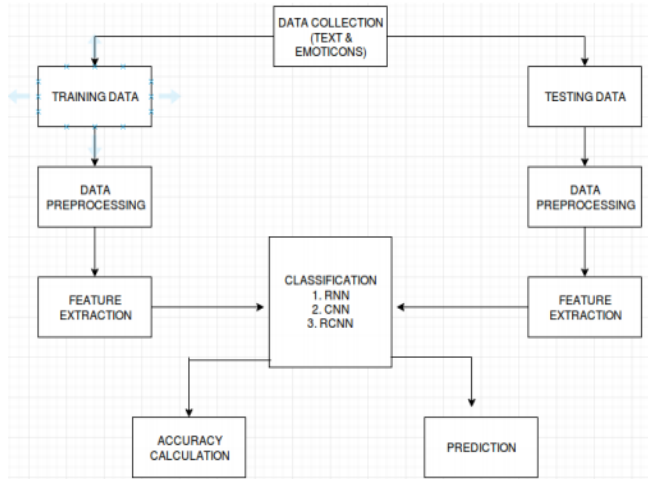 DATA COLLECTION
(TEXT &
EMOTICONS)
TRAINING DATA
TESTING DATA
DATA
PREPROCESSING
DATA
PREPROCESSING
FEATURE
EXTRACTION
CLASSIFICATION
1. RNN
2. CNN
3. RCNN
FEATURE
EXTRACTION
ACCURACY
CALCULATION
PREDICTION